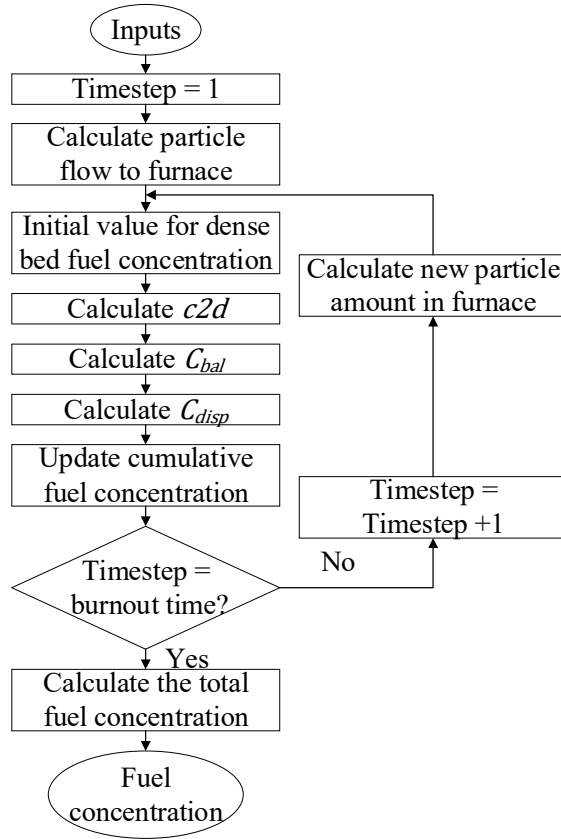 Inputs
Timestep = 1
Calculate particle
flow to furnace
Initial value for dense
bed fuel concentration
Calculate c2d
Calculate C_bal
Calculate C_disp
Update cumulative
fuel concentration
Timestep =
burnout time?
No
Timestep =
Timestep +1
Calculate new particle
amount in furnace
Yes
Calculate the total
fuel concentration
Fuel
concentration